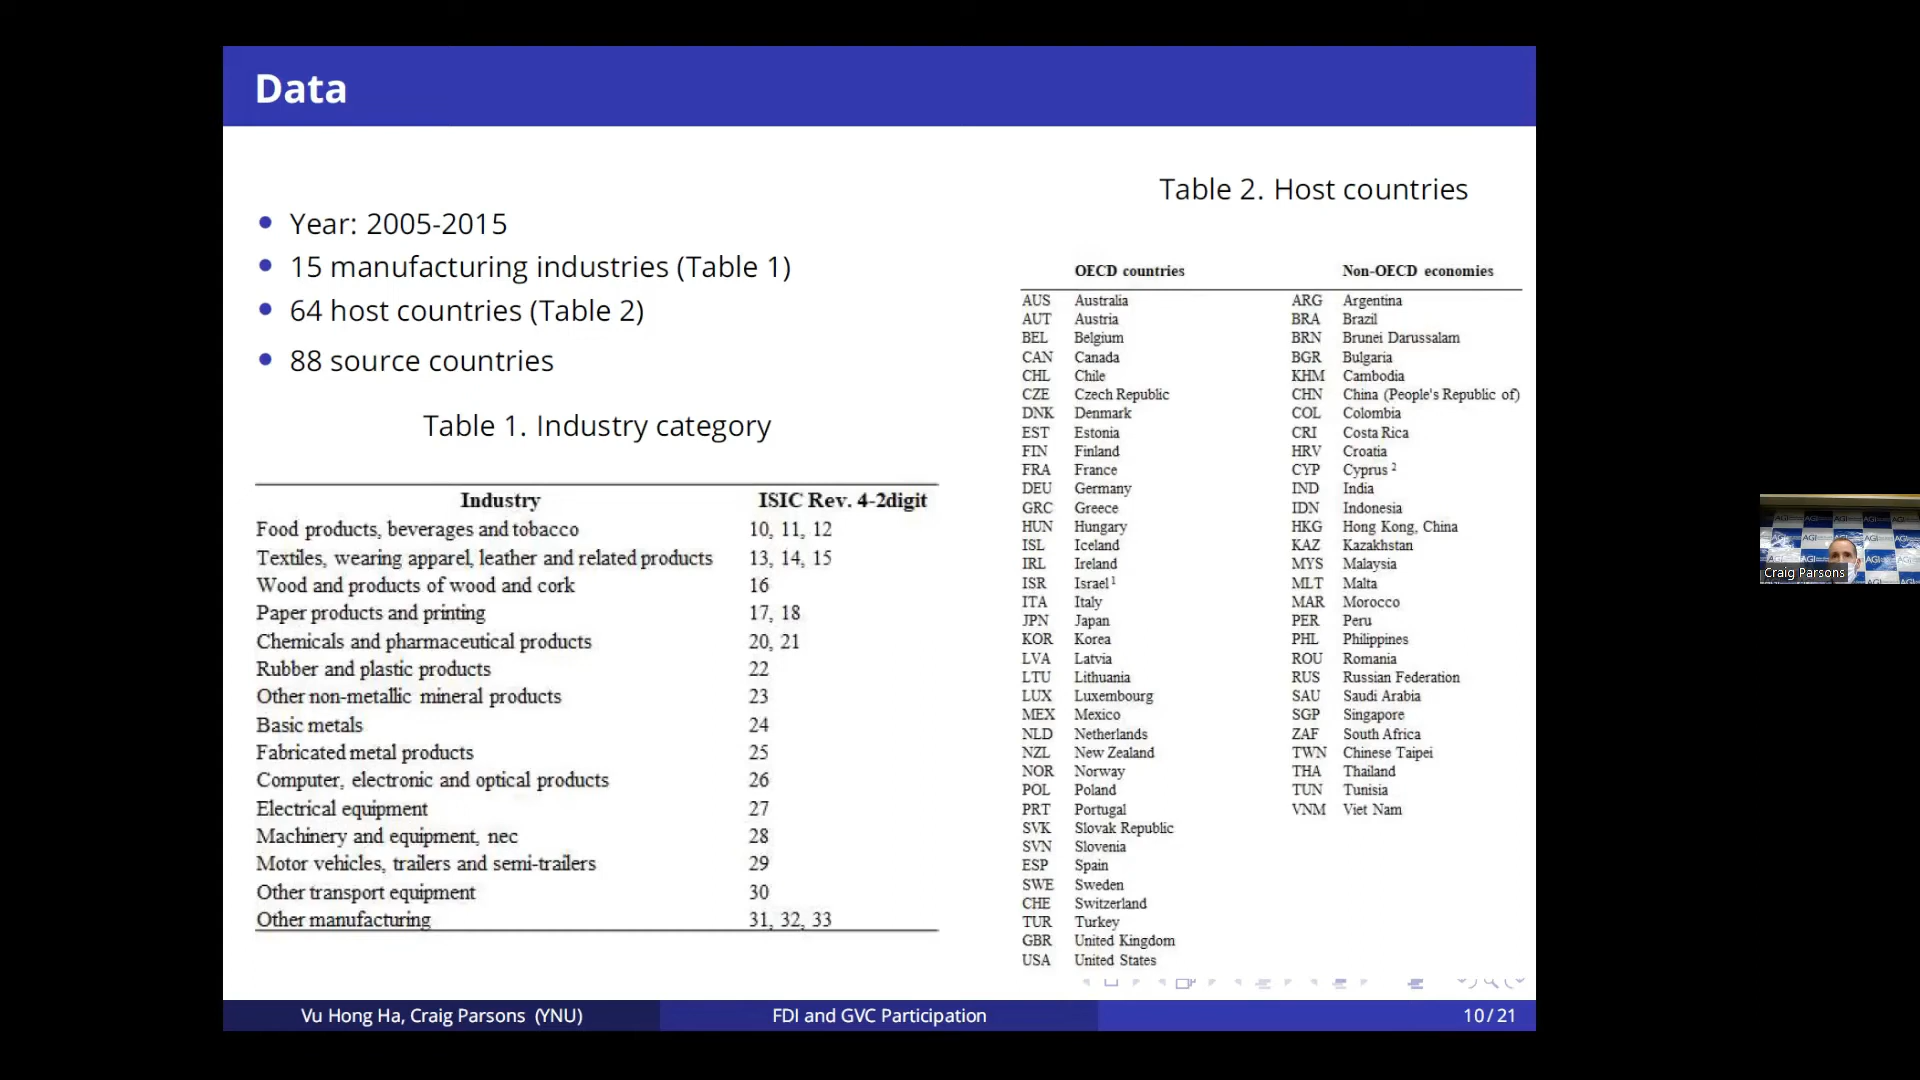 Data
Year: 2005-2015
15 manufacturing industries (Table 1)
64 host countries (Table 2)
88 source countries
Table 1. Industry category
Industry ISIC Rev. 4-2digit
Food products, beverages and tobacco 10, 11, 12
Textiles, wearing apparel, leather and related products 13, 14, 15
Wood and products of wood and cork 16
Paper products and printing 17, 18
Chemicals and pharmaceutical products 20, 21
Rubber and plastic products 22
Other non-metallic mineral products 23
Basic metals 24
Fabricated metal products 25
Computer, electronic and optical products 26
Electrical equipment 27
Machinery and equipment, nec 28
Motor vehicles, trailers and semi-trailers 29
Other transport equipment 30
Other manufacturing 31, 32, 33
Table 2. Host countries
OECD countries Non-OECD economies
AUS Australia ARG Argentina
AUT Austria BRA Brazil
BEL Belgium BRN Brunei Darussalam
CAN Canada BGR Bulgaria
CHL Chile KHM Cambodia
CZE Czech Republic CHN China (People's Republic of)
DNK Denmark COL Colombia
EST Estonia CRI Costa Rica
FIN Finland HRV Croatia
FRA France CYP Cyprus 2
DEU Germany IND India
GRC Greece IDN Indonesia
HUN Hungary HKG Hong Kong, China
ISL Iceland KAZ Kazakhstan
IRL Ireland MYS Malaysia
ISR Israel 1 MLT Malta
ITA Italy MAR Morocco
JPN Japan PER Peru
KOR Korea PHL Philippines
LVA Latvia ROU Romania
LTU Lithuania RUS Russian Federation
LUX Luxembourg SAU Saudi Arabia
MEX Mexico SGP Singapore
NLD Netherlands ZAF South Africa
NZL New Zealand TWN Chinese Taipei
NOR Norway THA Thailand
POL Poland TUN Tunisia
PRT Portugal VNM Viet Nam
SVK Slovak Republic
SVN Slovenia
ESP Spain
SWE Sweden
CHE Switzerland
TUR Turkey
GBR United Kingdom
USA United States
Vu Hong Ha, Craig Parsons (YNU) FDI and GVC Participation 10/21
AGI
Craig Parsons